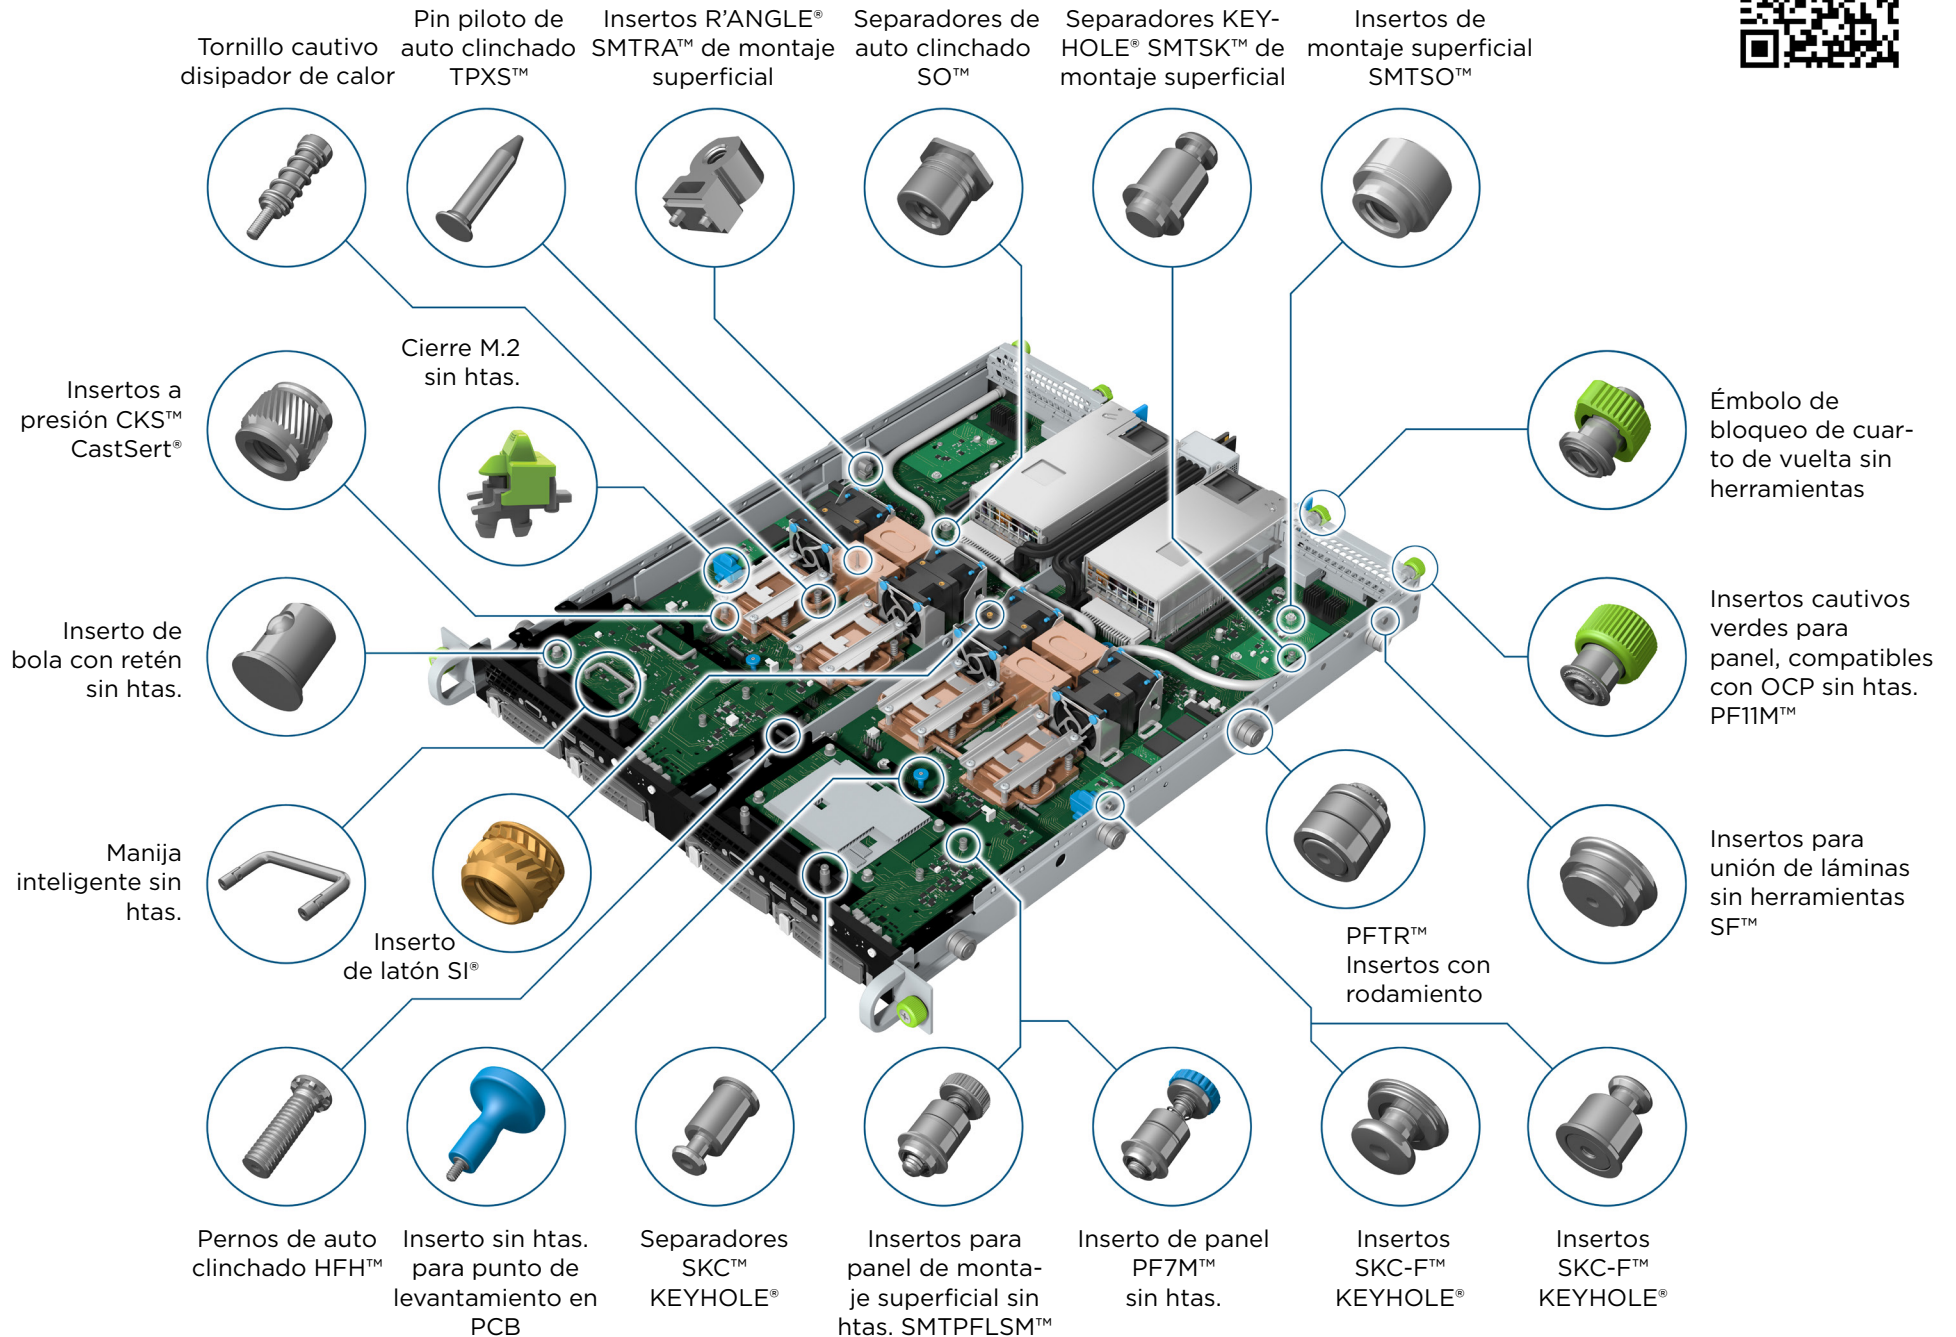 Tornillo cautivo
disipador de calor
Pin piloto de
auto clinchado
TPXS™
Insertos R’ANGLE®
SMTRA™ de montaje
superficial
Separadores de
auto clinchado
SO™
Separadores KEY-
HOLE® SMTSK™ de
montaje superficial
Insertos de
montaje superficial
SMTSO™
Insertos a
presión CKS™
CastSert®
Cierre M.2
sin htas.
Émbolo de
bloqueo de cuar-
to de vuelta sin
herramientas
Inserto de
bola con retén
sin htas.
Insertos cautivos
verdes para
panel, compatibles
con OCP sin htas.
PF11M™
Manija
inteligente sin
htas.
Inserto
de latón SI®
PFTR™
Insertos con
rodamiento
Insertos para
unión de láminas
sin herramientas
SF™
Pernos de auto
clinchado HFH™
Inserto sin htas.
para punto de
levantamiento en
PCB
Separadores
SKC™
KEYHOLE®
Insertos para
panel de monta-
je superficial sin
htas. SMTPFLSM™
Inserto de panel
PF7M™
sin htas.
Insertos
SKC-F™
KEYHOLE®
Insertos
SKC-F™
KEYHOLE®